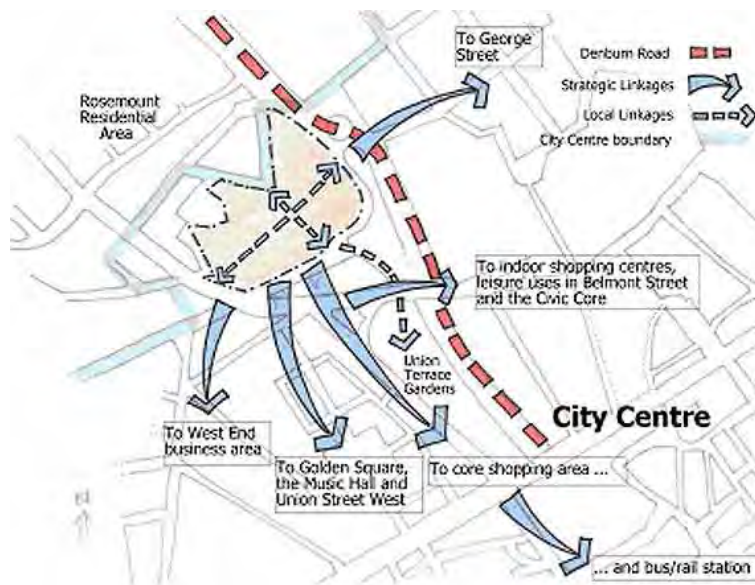 To George
Street
Denburn Road
Strategic Linkages
Local Linkages
City Centre boundary
Rosemount
Residential
Area
To indoor shopping centres,
leisure uses in Belmont Street
and the Civic Core
Union
Terrace
Gardens
City Centre
To West End
business area
To Golden Square,
the Music Hall and
Union Street West
To core shopping area ...
... and bus/rail station